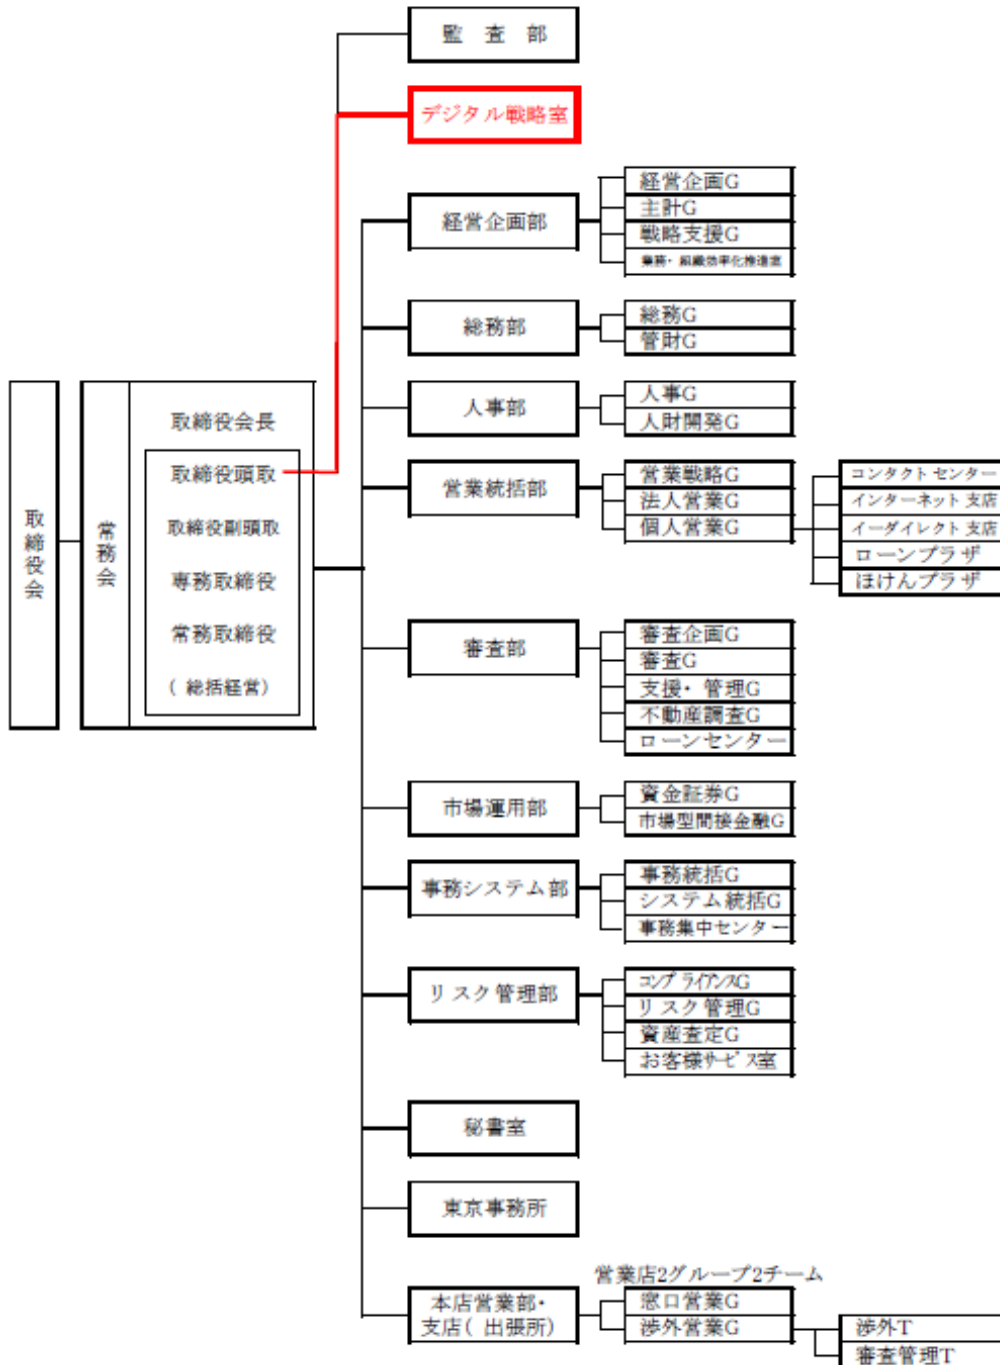 監査部
デジタル戦略室
経営企画部
経営企画G
主計G
戦略支援G
業務・組織効率化推進室
総務部
総務G
管財G
人事部
人事G
人財開発G
営業統括部
営業戦略G
法人営業G
個人営業G
コンタクトセンター
インターネット支店
イーダイレクト支店
ローンプラザ
ほけんプラザ
取締役会
常務会
取締役会長
取締役頭取
取締役副頭取
専務取締役
常務取締役
(総括経営)
審査部
審査企画G
審査G
支援・管理G
不動産調査G
ローンセンター
市場運用部
資金証券G
市場型間接金融G
事務システム部
事務統括G
システム統括G
事務集中センター
リスク管理部
コンプライアンスG
リスク管理G
資産査定G
お客様サービス室
秘書室
東京事務所
営業店2グループ2チーム
本店営業部・
支店(出張所)
窓口営業G
渉外営業G
渉外T
審査管理T